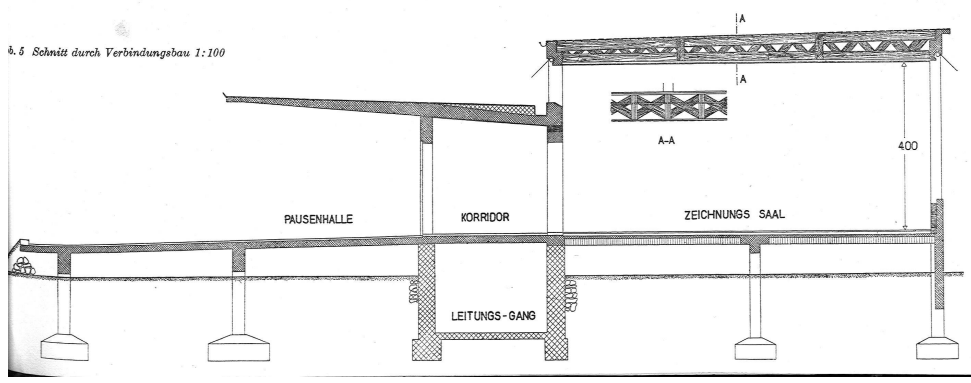 b. 5 Schnitt durch Verbindungsbau 1:100
A
A
A-A
400
PAUSENHALLE
KORRIDOR
ZEICHNUNGS SAAL
LEITUNGS-GANG